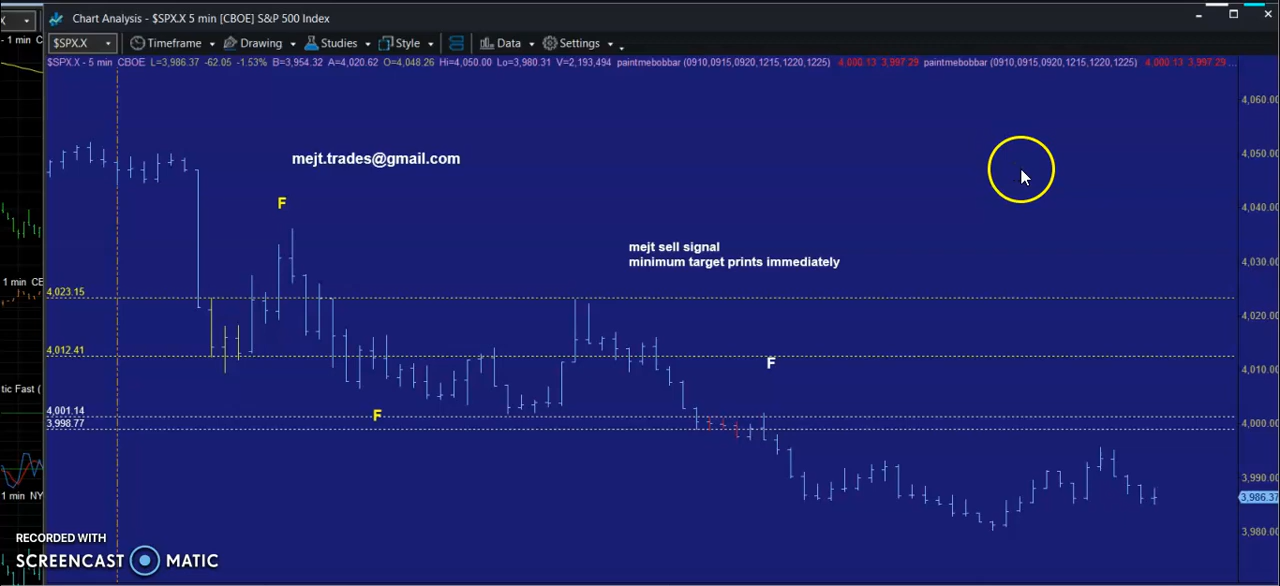 X
Chart Analysis - $SPX.X 5 min [CBOE] S&P 500 Index
- 1 min C
$SPX.X Timeframe Drawing Studies Style Data Settings
$SPX.X - 5 min CBOE L=3,986.37 -62.05 -1.53% B=3,954.32 A=4,020.62 O=4,048.26 Hi=4,050.00 Lo=3,980.31 V=2,193,494 paintmebobbar (0910,0915,0920,1215,1220,1225) 4,000.13 3,997.29 paintmebobbar (0910,0915,0920,1215,1220,1225) 4,000.13 3,997.29 ...
4,060.00
mejt.trades@gmail.com
4,050.00
F
4,040.00
mejt sell signal
minimum target prints immediately
4,030.00
1 min CE
4,023.15
4,020.00
4,012.41
F
4,010.00
tic Fast (
4,001.14
F
3,998.77
4,000.00
3,990.00
1 min NY
3,986.37
3,980.00
RECORDED WITH
SCREENCAST MATIC